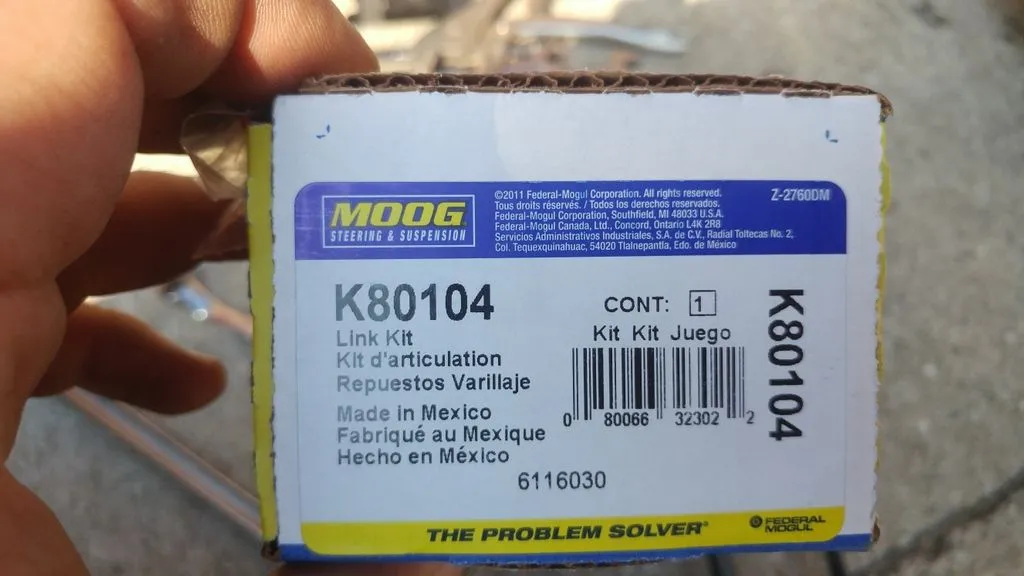 MOOG
STEERING & SUSPENSION
©2011 Federal-Mogul Corporation. All rights reserved.
Tous droits réservés. / Todos los derechos reservados.
Federal-Mogul Corporation, Southfield, MI 48033 U.S.A.
Federal-Mogul Canada, Ltd., Concord, Ontario L4K 2R8
Servicios Administrativos Industriales, S.A. de C.V., Radial Toltecas No. 2,
Col. Tequexquinahuac, 54020 Tlalnepantla, Edo. de México
Z-2760DM
K80104
Link Kit
Kit d'articulation
Repuestos Varillaje
Made in Mexico
Fabriqué au Mexique
Hecho en México
CONT: 1
Kit Kit Juego
0 80066 32302 2
6116030
K80104
THE PROBLEM SOLVER®
FEDERAL
MOGUL